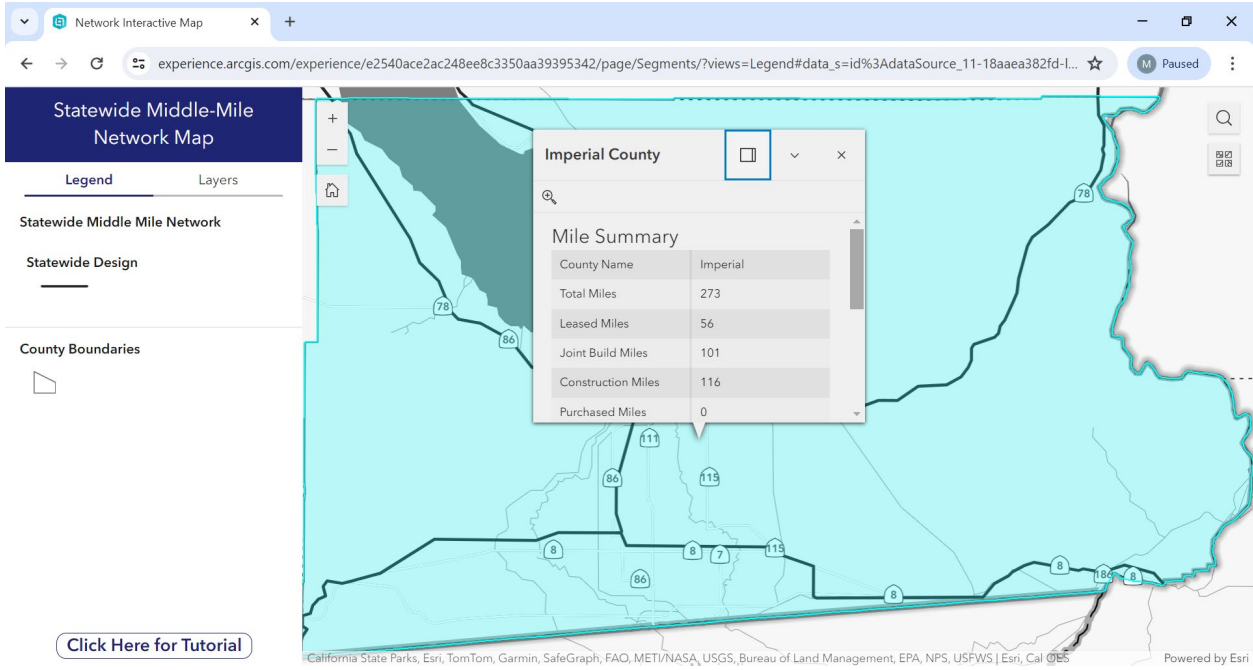 Network Interactive Map
experience.arcgis.com/experience/e2540ace2ac248ee8c3350aa39395342/page/Segments/?views=Legend#data_s=id%3AdataSource_11-18aaea382fd-l...
M Paused
Statewide Middle-Mile
Network Map
Legend Layers
Statewide Middle Mile Network
Statewide Design
County Boundaries
Click Here for Tutorial
Imperial County
Mile Summary
County Name Imperial
Total Miles 273
Leased Miles 56
Joint Build Miles 101
Construction Miles 116
Purchased Miles 0
78
78
86
111
86
115
8
8
7
115
86
8
8
186
8
California State Parks, Esri, TomTom, Garmin, SafeGraph, FAO, METI/NASA, USGS, Bureau of Land Management, EPA, NPS, USFWS | Esri, Cal OES
Powered by Esri